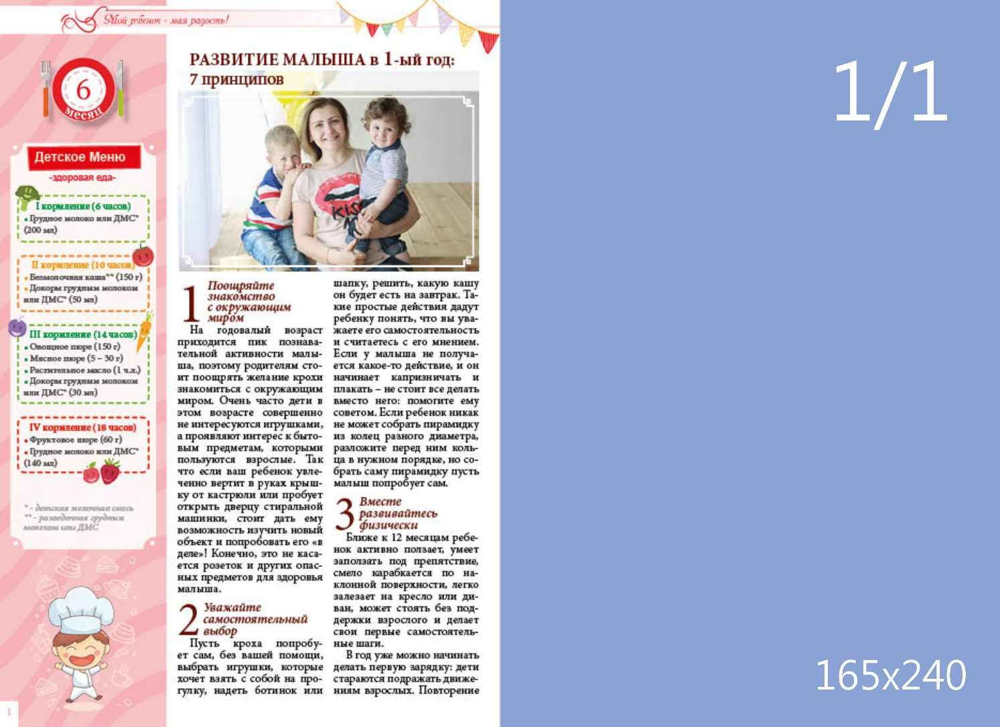 Мой ребенок - мая радость!
6
месяц
Детское Меню
-здоровая еда-
I кормление (6 часов)
• Грудное молоко или ДМС*
(200 мл)
II кормление (10 часов)
• Безмолочная каша** (150 г)
• Докорм грудным молоком
или ДМС* (50 мл)
III кормление (14 часов)
• Овощное пюре (150 г)
• Мясное пюре (5 – 30 г)
• Растительное масло (1 ч.л.)
• Докорм грудным молоком
или ДМС* (30 мл)
IV кормление (18 часов)
• Фруктовое пюре (60 г)
• Грудное молоко или ДМС*
(140 мл)
* - детская молочная смесь
** - разведенная грудным
молоком или ДМС
1
РАЗВИТИЕ МАЛЫША в 1-ый год:
7 принципов
KISS
1
Поощряйте
знакомство
с окружающим
миром
На годовалый возраст
приходится пик познава-
тельной активности малы-
ша, поэтому родителям сто-
ит поощрять желание крохи
знакомиться с окружающим
миром. Очень часто дети в
этом возрасте совершенно
не интересуются игрушками,
а проявляют интерес к быто-
вым предметам, которыми
пользуются взрослые. Так
что если ваш ребенок увле-
ченно вертит в руках крыш-
ку от кастрюли или пробует
открыть дверцу стиральной
машинки, стоит дать ему
возможность изучить новый
объект и попробовать его «в
деле»! Конечно, это не каса-
ется розеток и других опас-
ных предметов для здоровья
малыша.
2
Уважайте
самостоятельный
выбор
Пусть кроха попробу-
ет сам, без вашей помощи,
выбрать игрушки, которые
хочет взять с собой на про-
гулку, надеть ботинок или
шапку, решить, какую кашу
он будет есть на завтрак. Та-
кие простые действия дадут
ребенку понять, что вы ува-
жаете его самостоятельность
и считаетесь с его мнением.
Если у малыша не получа-
ется какое-то действие, и он
начинает капризничать и
плакать – не стоит все делать
вместо него: помогите ему
советом. Если ребенок никак
не может собрать пирамидку
из колец разного диаметра,
разложите перед ним коль-
ца в нужном порядке, но со-
брать саму пирамидку пусть
малыш попробует сам.
3
Вместе
развивайтесь
физически
Ближе к 12 месяцам ребе-
нок активно ползает, умеет
заползать под препятствие,
смело карабкается по на-
клонной поверхности, легко
залезает на кресло или ди-
ван, может стоять без под-
держки взрослого и делает
свои первые самостоятель-
ные шаги.
В год уже можно начинать
делать первую зарядку: дети
стараются подражать движе-
ниям взрослых. Повторение
1/1
165x240